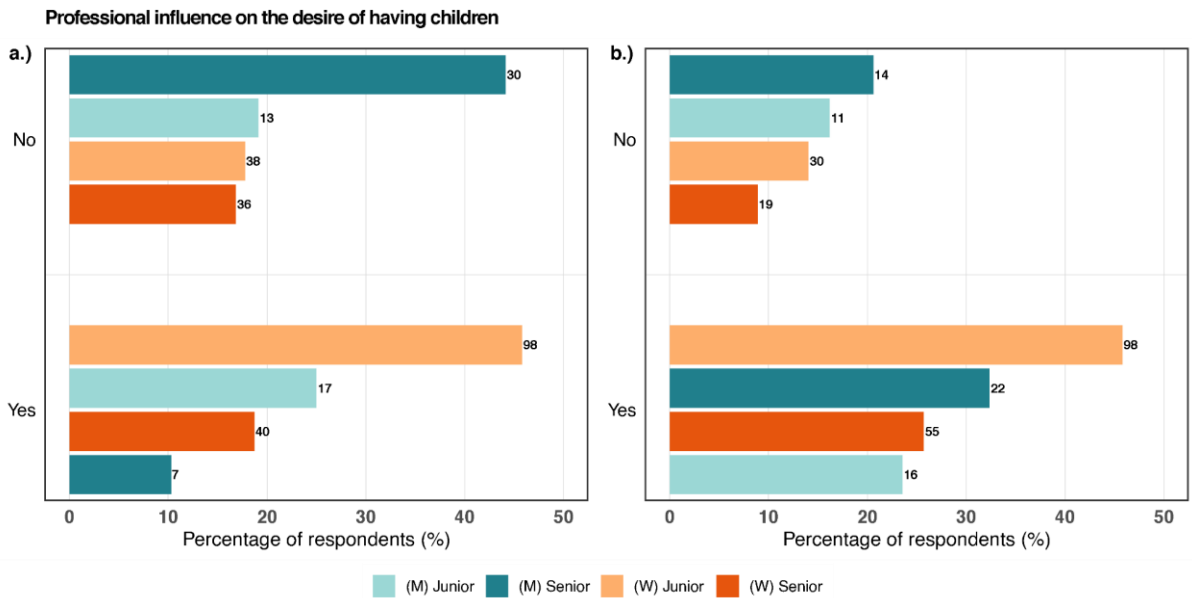 Professional influence on the desire of having children
a.)
No
30
13
38
36
Yes
98
17
40
7
0 10 20 30 40 50
Percentage of respondents (%)
b.)
No
14
11
30
19
Yes
98
22
55
16
0 10 20 30 40 50
Percentage of respondents (%)
(M) Junior (M) Senior (W) Junior (W) Senior